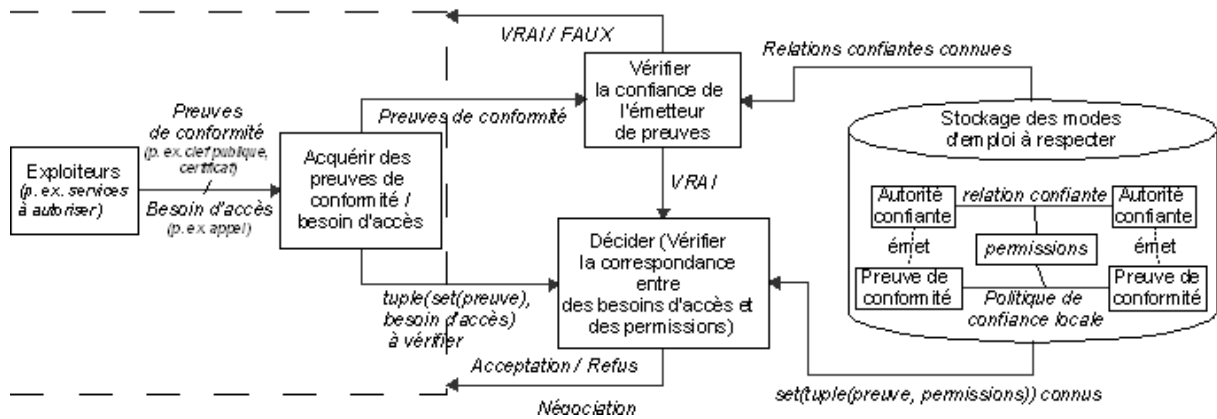 VRAI / FAUX
Relations confiantes connues
Vérifier
la confiance de
l'émetteur
de preuves
Preuves
de conformité
(p. ex. clef publique,
certificat)
Preuves de conformité
Stockage des modes
d'emploi à respecter
Exploiteurs
(p. ex. services
à autoriser)
Acquérir des
preuves de
conformité /
besoin d'accès
Besoin d'accès
(p. ex. appel)
VRAI
Autorité
confiante
relation confiante
Autorité
confiante
émet
permissions
émet
Preuve de
conformité
Politique de
confiance locale
Preuve de
conformité
Décider (Vérifier
la correspondance
entre
des besoins d'accès et
des permissions)
tuple(set(preuve),
besoin d'accès)
à vérifier
Acceptation / Refus
set(tuple(preuve, permissions)) connus
Négociation